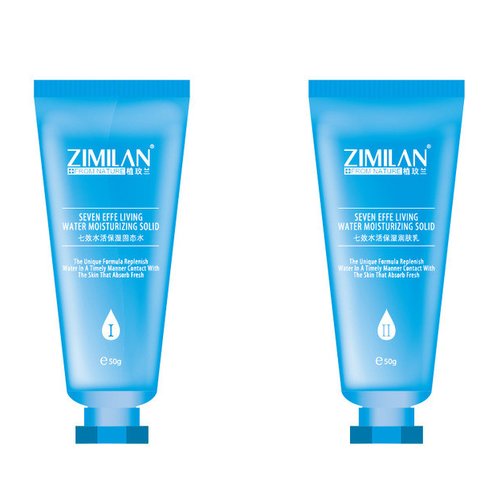 ZIMILAN®
FROM NATURE 植玫兰
SEVEN EFFE LIVING
WATER MOISTURIZING SOLID
七效水活保湿固态水
The Unique Formula Replenish
Water In A Timely Manner Contact With
The Skin That Absorb Fresh
I
e50g
ZIMILAN®
FROM NATURE 植玫兰
SEVEN EFFE LIVING
WATER MOISTURIZING SOLID
七效水活保湿润肤乳
The Unique Formula Replenish
Water In A Timely Manner Contact With
The Skin That Absorb Fresh
II
e50g